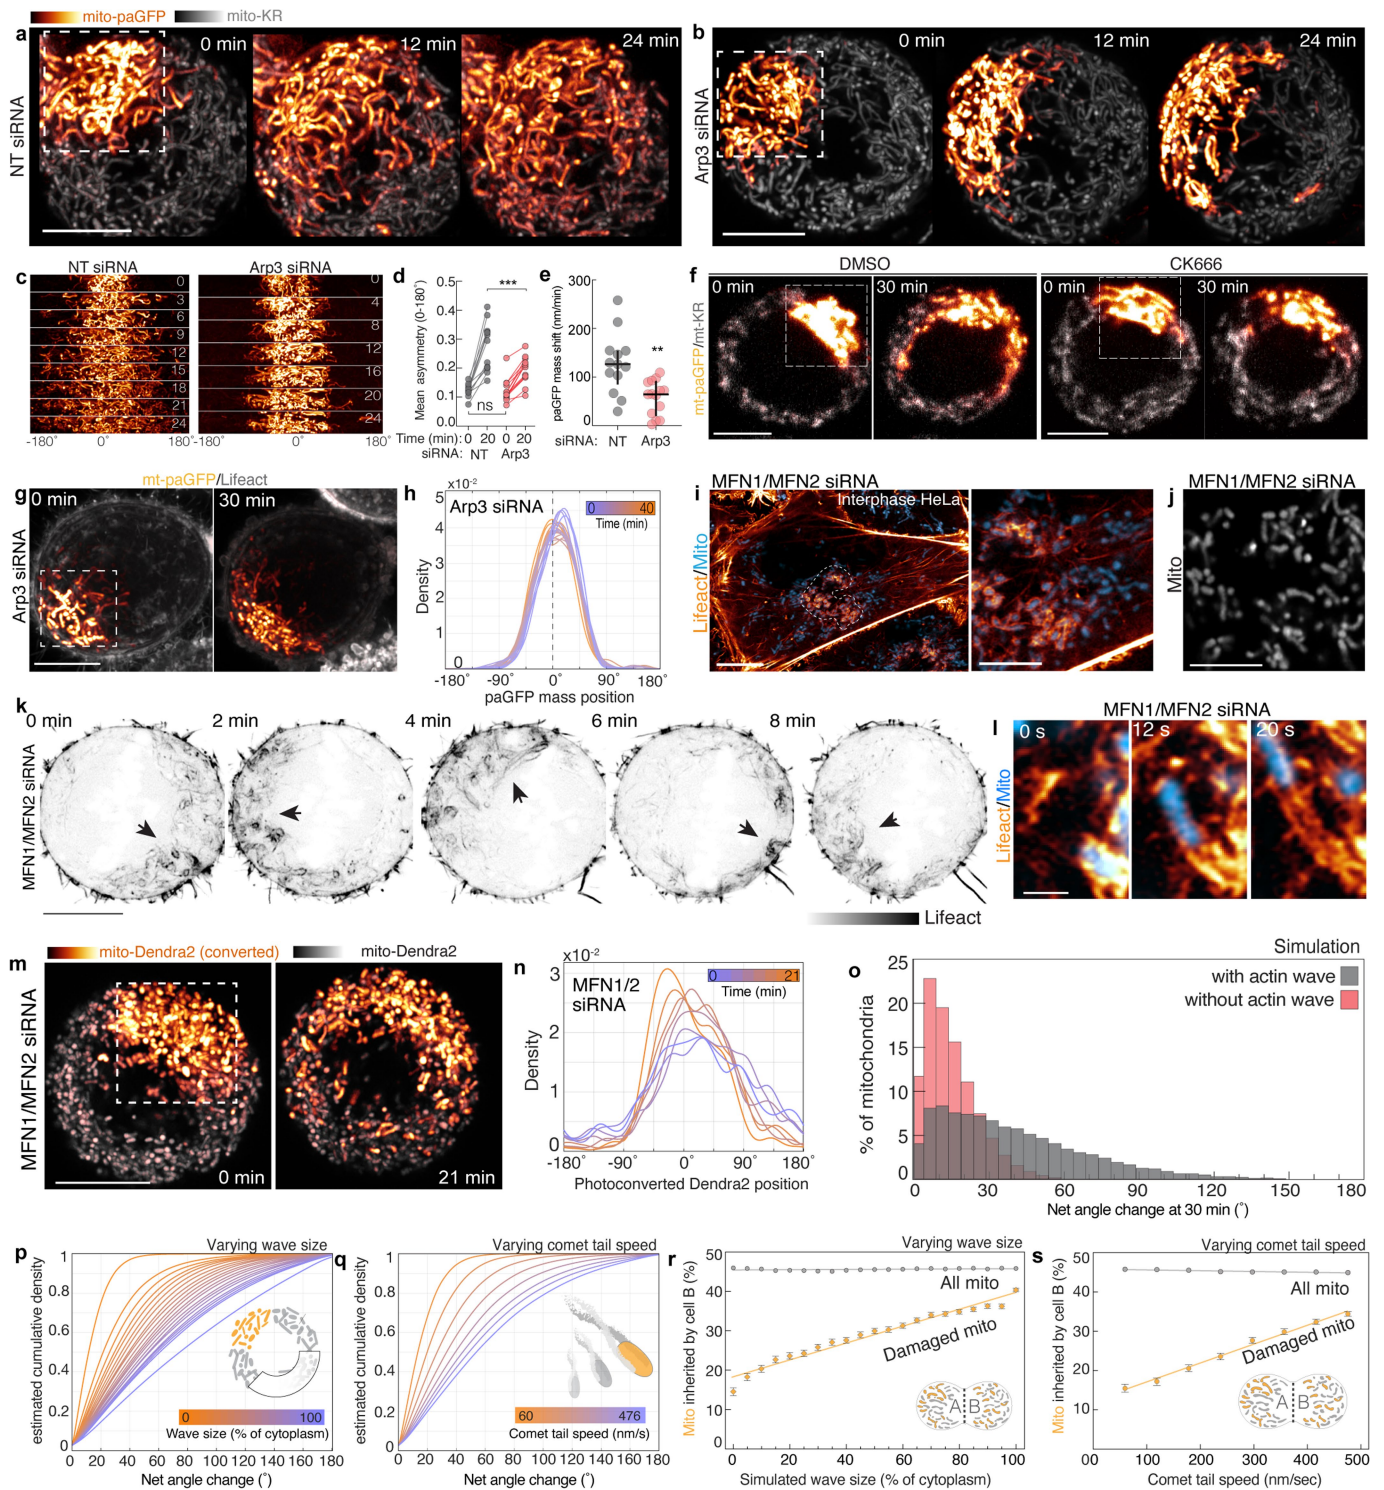 mito-paGFP mito-KR
a 0 min 12 min 24 min
NT siRNA
b 0 min 12 min 24 min
Arp3 siRNA
c NT siRNA Arp3 siRNA
0 3 6 9 12 15 18 21 24
0 4 8 12 16 20 24
-180˚ 0˚ 180˚ -180˚ 0˚ 180˚
d
Mean asymmetry (0-180˚)
0.5
0.4
0.3
0.2
0.1
0.0
***
ns
Time (min): 0 20 0 20
siRNA: NT Arp3
e
paGFP mass shift (nm/min)
300
200
100
0
**
siRNA: NT Arp3
f DMSO CK666
0 min 30 min 0 min 30 min
mt-paGFP/mt-KR
g mt-paGFP/Lifeact
0 min 30 min
Arp3 siRNA
h x10⁻²
Arp3 siRNA
0 40
Time (min)
Density
5
4
3
2
1
0
-180˚ -90˚ 0˚ 90˚ 180˚
paGFP mass position
i MFN1/MFN2 siRNA
Interphase HeLa
Lifeact/Mito
j MFN1/MFN2 siRNA
Mito
k
0 min 2 min 4 min 6 min 8 min
MFN1/MFN2 siRNA
Lifeact
l MFN1/MFN2 siRNA
0 s 12 s 20 s
Lifeact/Mito
mito-Dendra2 (converted) mito-Dendra2
m
MFN1/MFN2 siRNA
0 min 21 min
n x10⁻²
MFN1/2
siRNA
0 21
Time (min)
Density
3
2
1
0
-180˚ -90˚ 0˚ 90˚ 180˚
Photoconverted Dendra2 position
o Simulation
with actin wave
without actin wave
% of mitochondria
25
20
15
10
5
0
0 30 60 90 120 150 180
Net angle change at 30 min (˚)
p Varying wave size
estimated cumulative density
1
0.8
0.6
0.4
0.2
0
0 100
Wave size (% of cytoplasm)
0 20 40 60 80 100 120 140 160 180
Net angle change (˚)
q Varying comet tail speed
estimated cumulative density
1
0.8
0.6
0.4
0.2
0
60 476
Comet tail speed (nm/s)
0 20 40 60 80 100 120 140 160 180
Net angle change (˚)
r Varying wave size
Mito inherited by cell B (%)
50
40
30
20
10
0
All mito
Damaged mito
A B
0 10 20 30 40 50 60 70 80 90 100
Simulated wave size (% of cytoplasm)
s Varying comet tail speed
Mito inherited by cell B (%)
50
40
30
20
10
00
All mito
Damaged mito
A B
100 200 300 400 500
Comet tail speed (nm/sec)